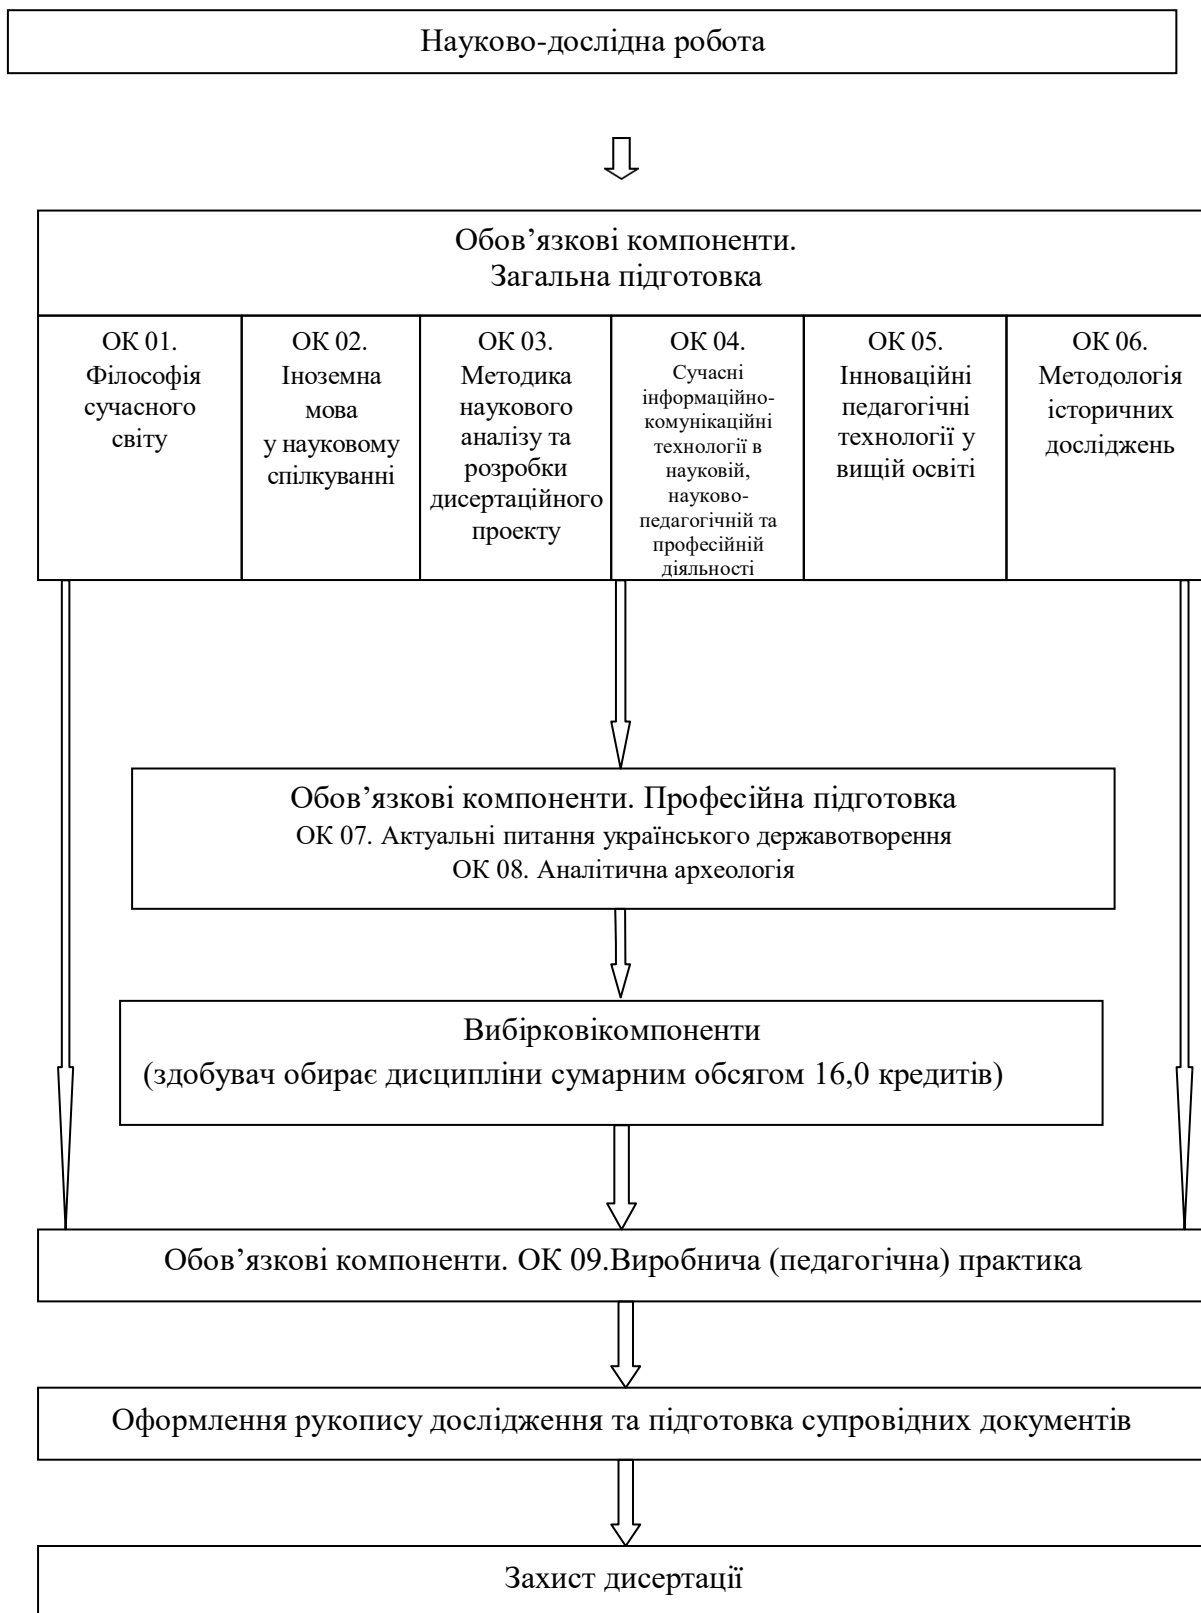 Науково-дослідна робота
Обов’язкові компоненти.
Загальна підготовка
ОК 01.
Філософія
сучасного
світу
ОК 02.
Іноземна
мова
у науковому
спілкуванні
ОК 03.
Методика
наукового
аналізу та
розробки
дисертаційного
проекту
ОК 04.
Сучасні
інформаційно-
комунікаційні
технології в
науковій,
науково-
педагогічній та
професійній
діяльності
ОК 05.
Інноваційні
педагогічні
технології у
вищій освіті
ОК 06.
Методологія
історичних
досліджень
Обов’язкові компоненти. Професійна підготовка
ОК 07. Актуальні питання українського державотворення
ОК 08. Аналітична археологія
Вибірковікомпоненти
(здобувач обирає дисципліни сумарним обсягом 16,0 кредитів)
Обов’язкові компоненти. ОК 09.Виробнича (педагогічна) практика
Оформлення рукопису дослідження та підготовка супровідних документів
Захист дисертації